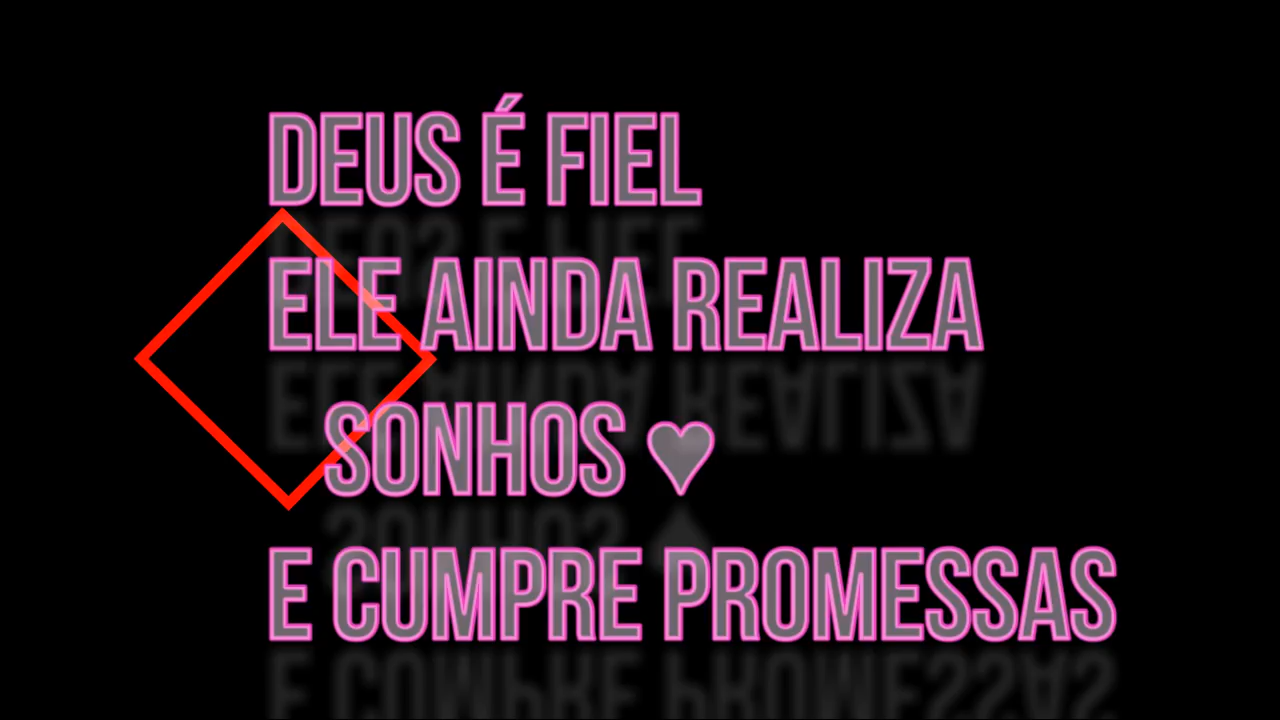 DEUS É FIEL
ELE AINDA REALIZA
SONHOS ♥
E CUMPRE PROMESSAS